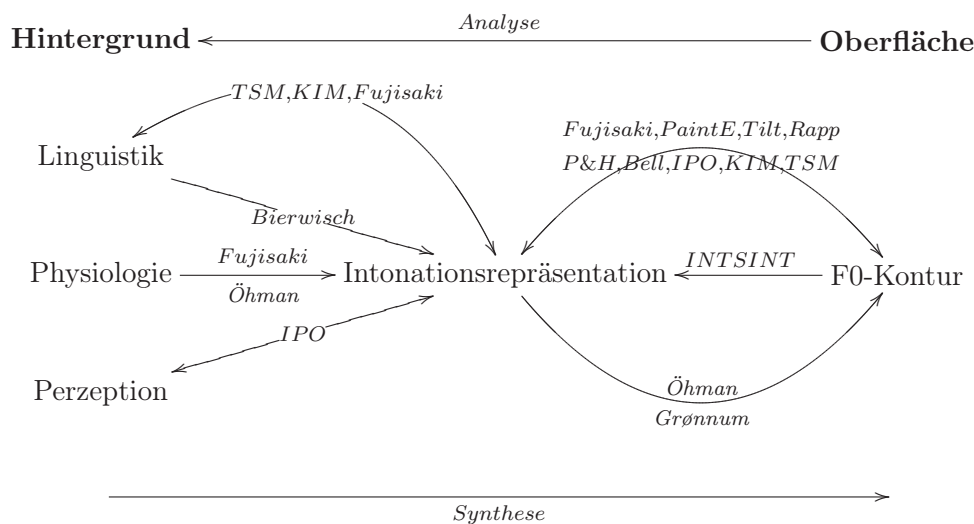 Analyse
Hintergrund Oberfläche
TSM,KIM,Fujisaki
Fujisaki,PaintE,Tilt,Rapp
Linguistik
P&H,Bell,IPO,KIM,TSM
Bierwisch
Fujisaki
INTSINT
Physiologie Intonationsrepräsentation F0-Kontur
Öhman
IPO
Perzeption
Öhman
Grønnum
Synthese